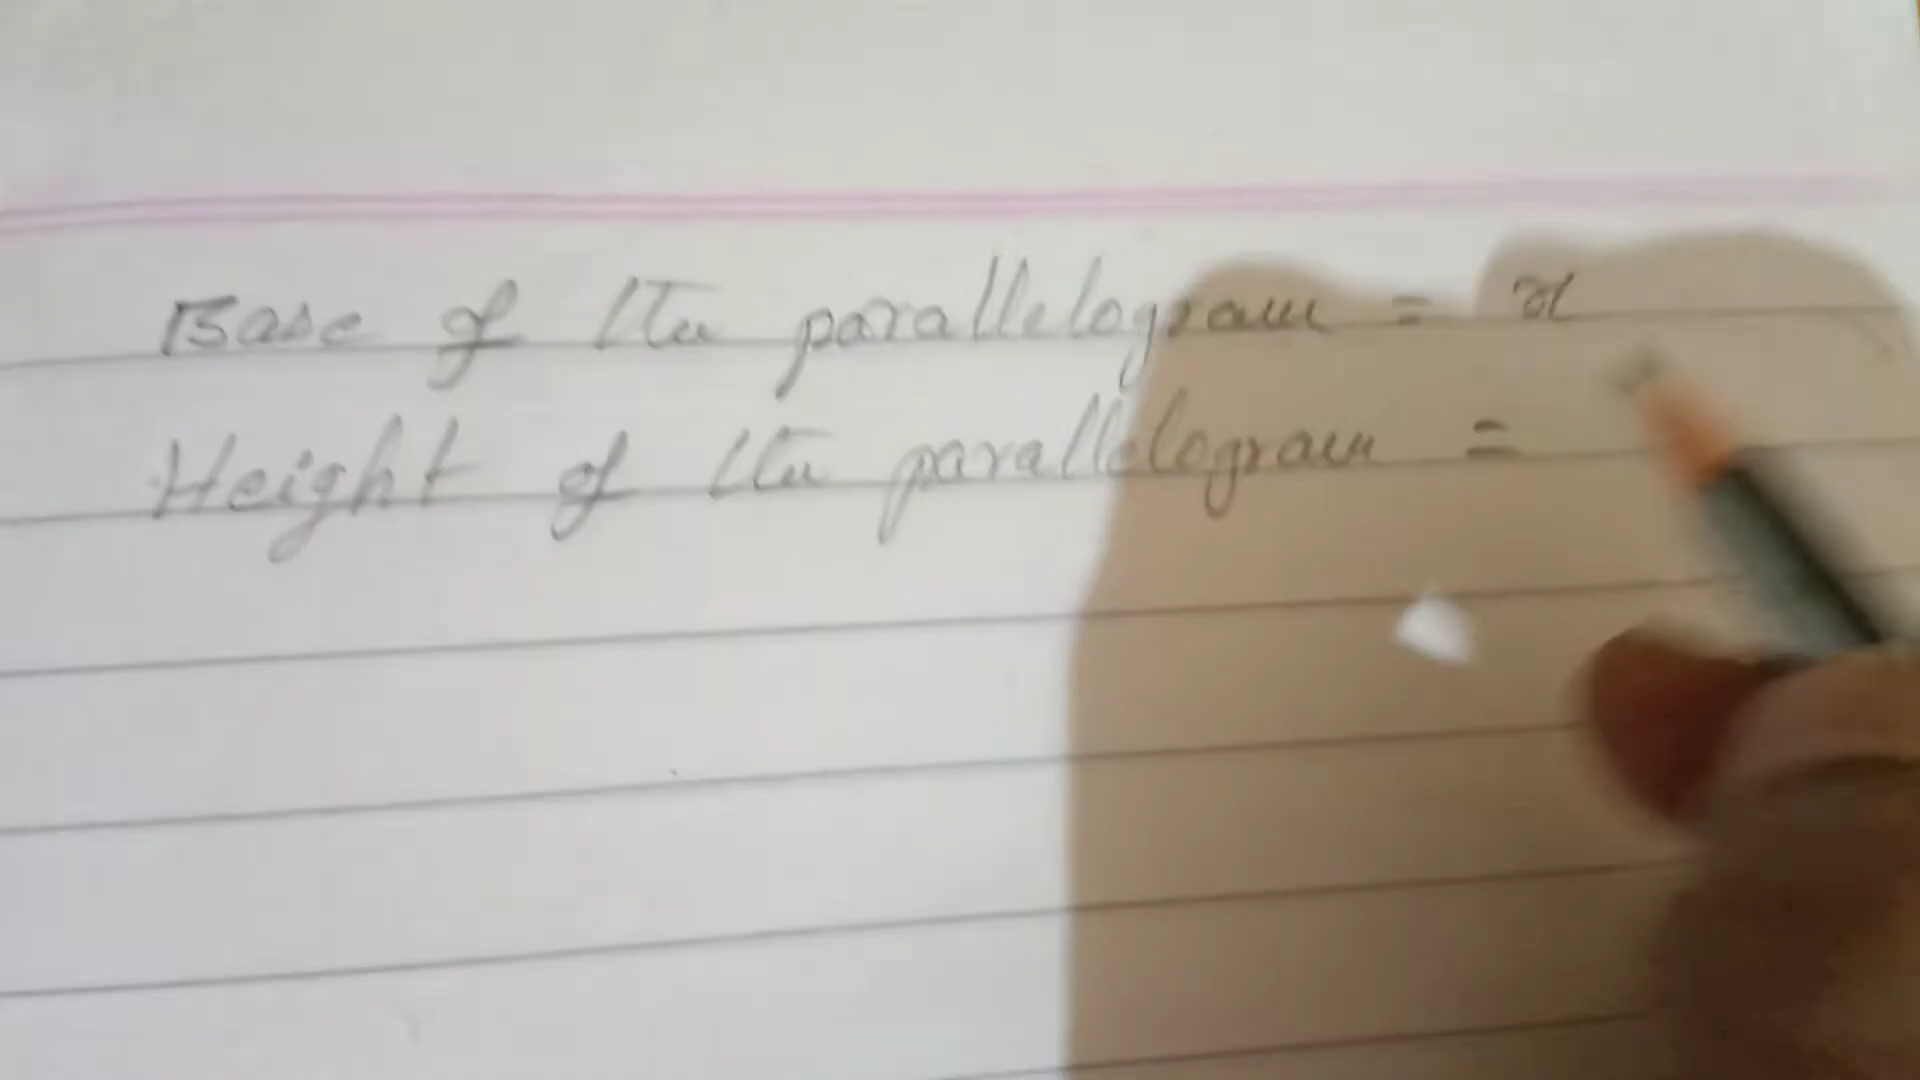 Base of the parallelogram = x
Height of the parallelogram =